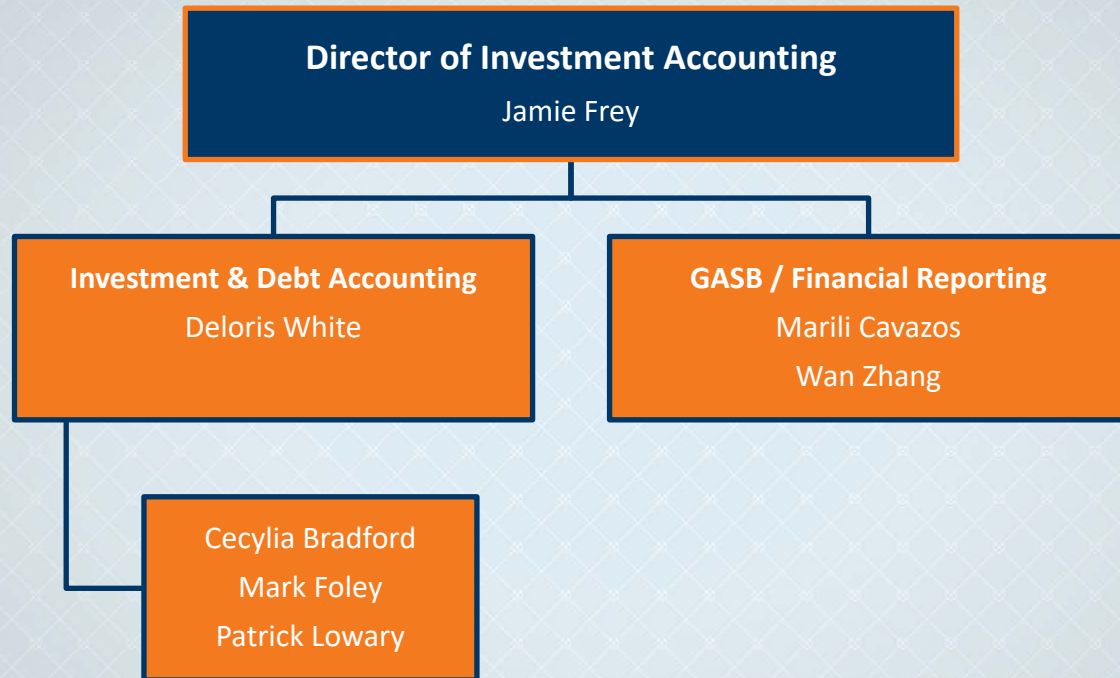 Director of Investment Accounting
Jamie Frey
Investment & Debt Accounting
Deloris White
GASB / Financial Reporting
Marili Cavazos
Wan Zhang
Cecylia Bradford
Mark Foley
Patrick Lowary